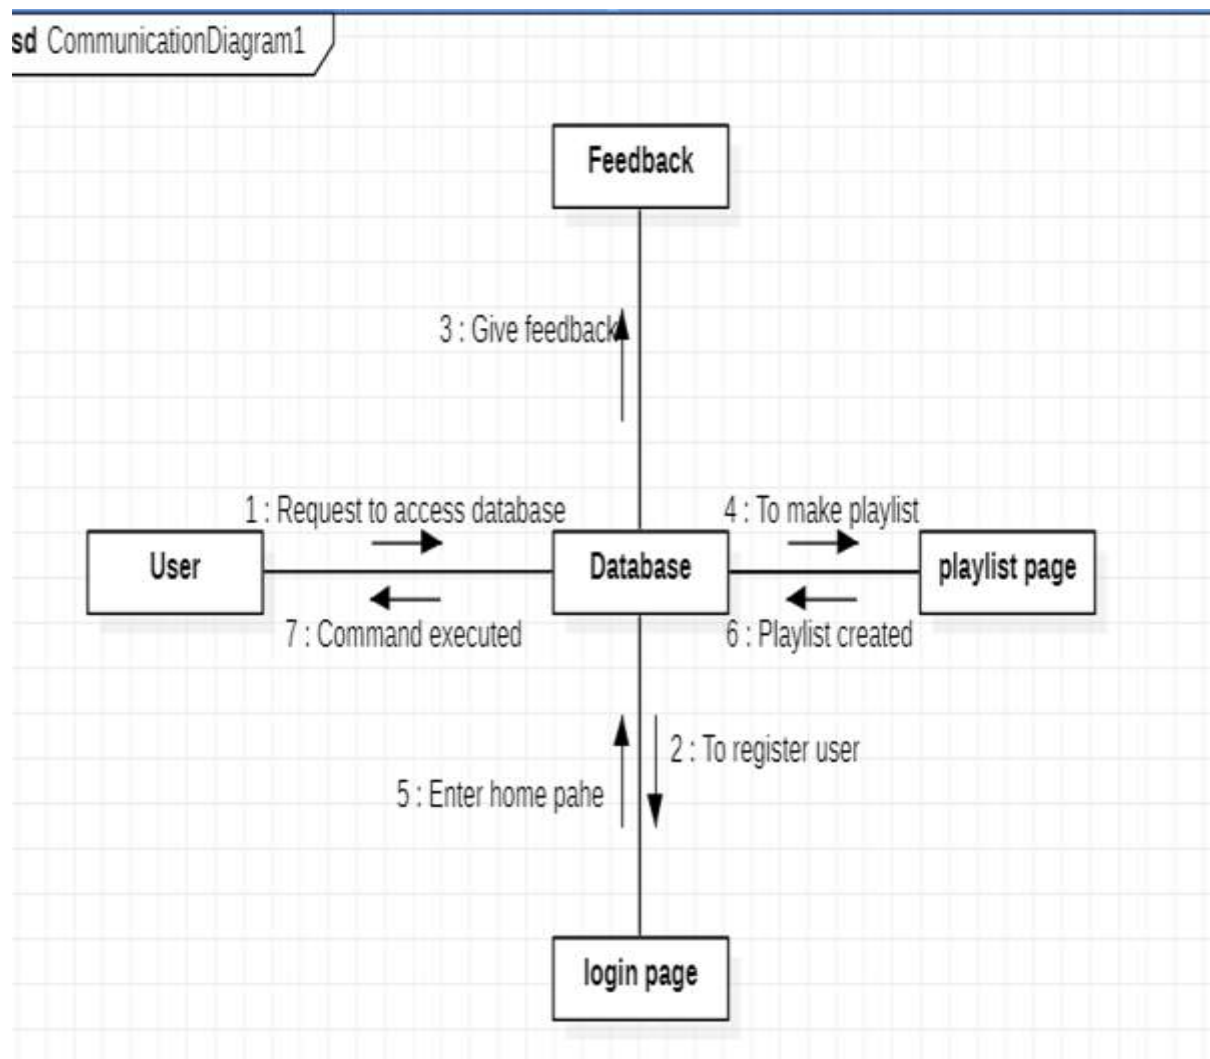 sd CommunicationDiagram1
Feedback
3 : Give feedback
1 : Request to access database
4 : To make playlist
User
Database
playlist page
7 : Command executed
6 : Playlist created
2 : To register user
5 : Enter home pahe
login page